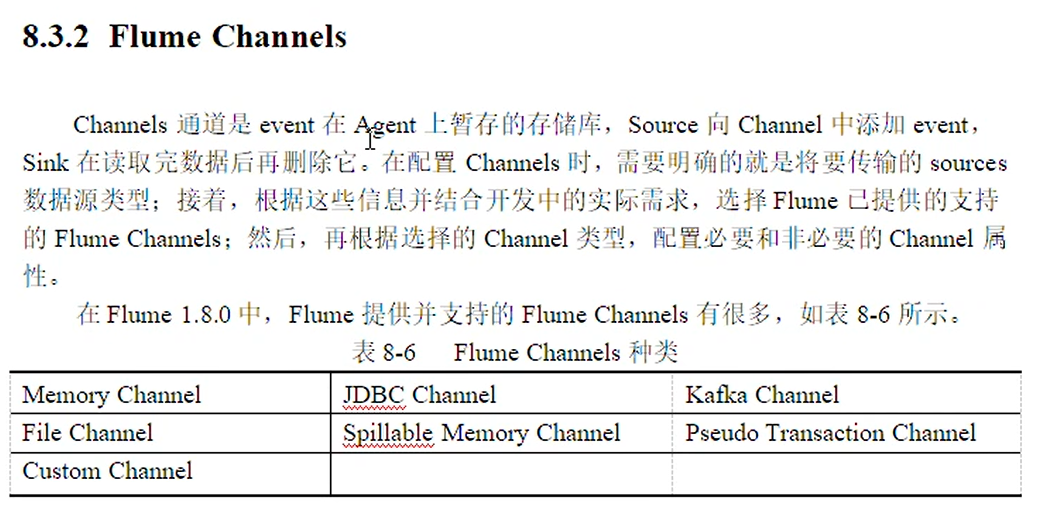 8.3.2 Flume Channels
Channels 通道是 event 在 Agent 上暂存的存储库，Source 向 Channel 中添加 event，
Sink 在读取完数据后再删除它。在配置 Channels 时，需要明确的就是将要传输的 sources
数据源类型；接着，根据这些信息并结合开发中的实际需求，选择 Flume 已提供的支持
的 Flume Channels；然后，再根据选择的 Channel 类型，配置必要和非必要的 Channel 属
性。
在 Flume 1.8.0 中，Flume 提供并支持的 Flume Channels 有很多，如表 8-6 所示。
表 8-6 Flume Channels 种类
Memory Channel JDBC Channel Kafka Channel
File Channel Spillable Memory Channel Pseudo Transaction Channel
Custom Channel